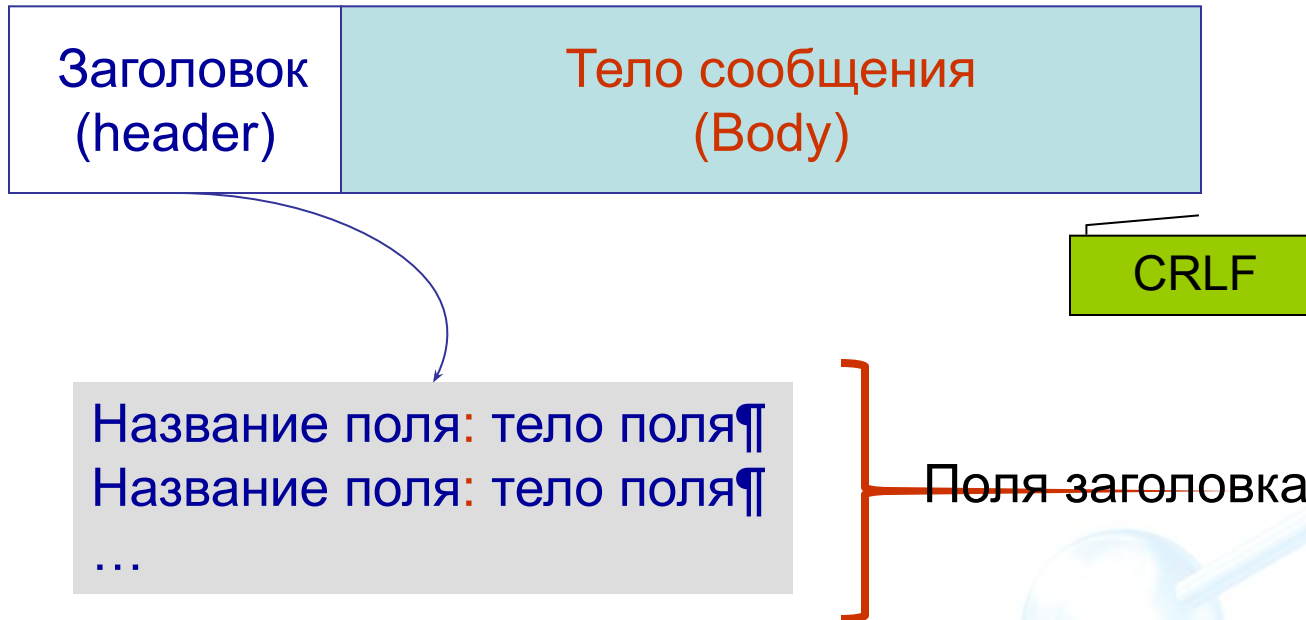 Заголовок
(header)
Тело сообщения
(Body)
CRLF
Название поля: тело поля¶
Название поля: тело поля¶
…
Поля заголовка